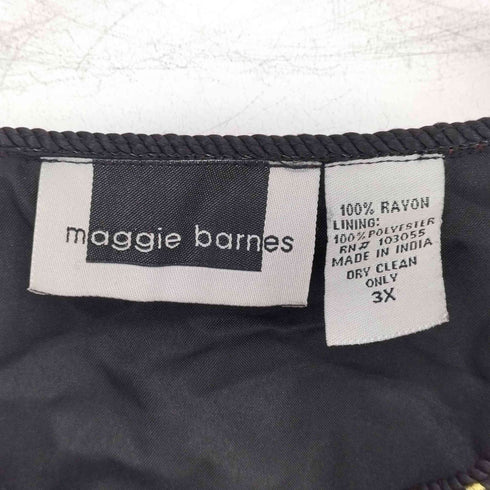 maggie barnes
100% RAYON
LINING:
100% POLYESTER
RN# 103055
MADE IN INDIA
DRY CLEAN
ONLY
3X